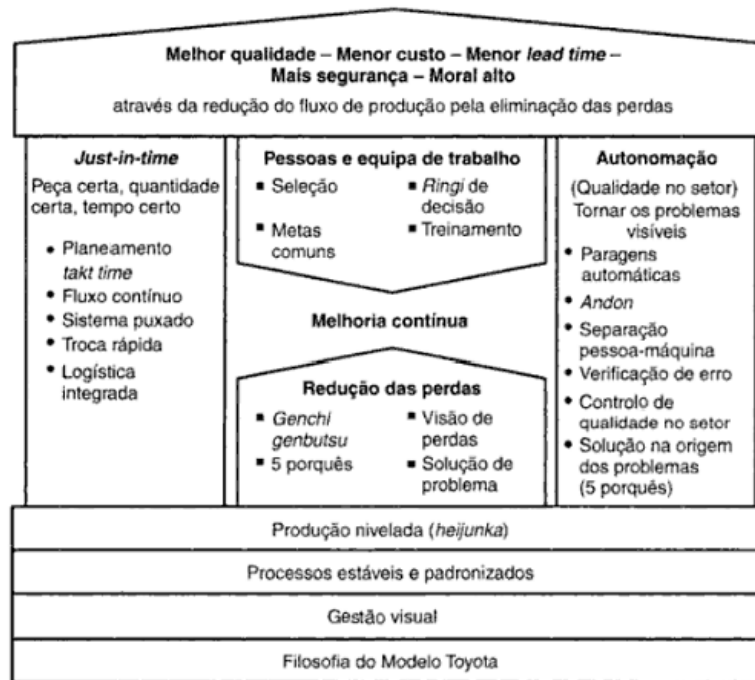 Melhor qualidade – Menor custo – Menor lead time –
Mais segurança – Moral alto
através da redução do fluxo de produção pela eliminação das perdas
Just-in-time
Peça certa, quantidade
certa, tempo certo
• Planeamento
takt time
• Fluxo contínuo
• Sistema puxado
• Troca rápida
• Logística
integrada
Pessoas e equipa de trabalho
▪ Seleção
▪ Ringi de
decisão
▪ Metas
comuns
▪ Treinamento
Melhoria contínua
Redução das perdas
▪ Genchi
genbutsu
▪ Visão de
perdas
▪ 5 porquês
▪ Solução de
problema
Autonomação
(Qualidade no setor)
Tornar os problemas
visíveis
• Paragens
automáticas
• Andon
• Separação
pessoa-máquina
• Verificação de erro
• Controlo de
qualidade no setor
• Solução na origem
dos problemas
(5 porquês)
Produção nivelada (heijunka)
Processos estáveis e padronizados
Gestão visual
Filosofia do Modelo Toyota